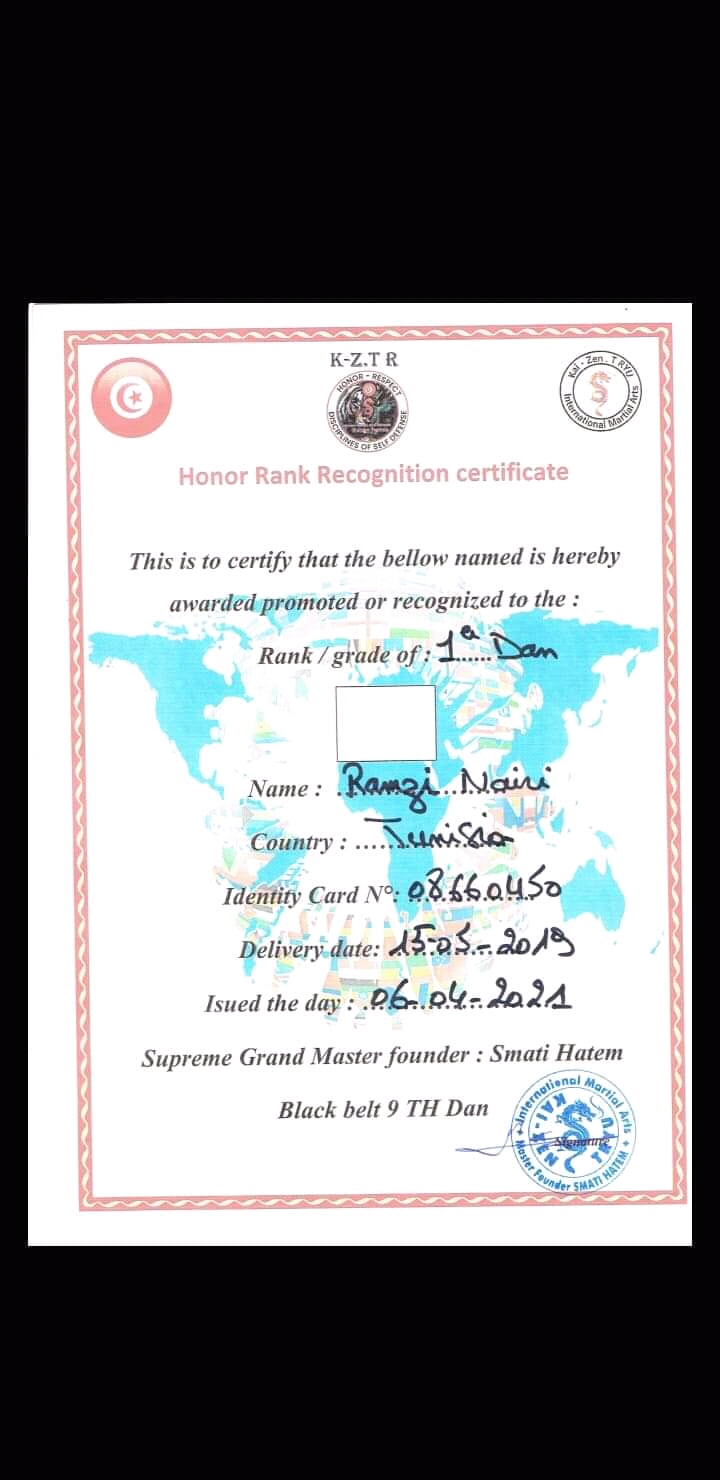 K-Z.T R
HONOR - RESPECT
DISCIPLINES OF SELF DEFENSE
Kai - Zen . T RYU
International Martial Arts
Honor Rank Recognition certificate
This is to certify that the bellow named is hereby
awarded promoted or recognized to the :
Rank / grade of : 1er Dan
Name : Ramzi Nairi
Country : Tunisia
Identity Card N°: 08660450
Delivery date: 15-05-2019
Isued the day : 06-04-2021
Supreme Grand Master founder : Smati Hatem
Black belt 9 TH Dan
Signature
International Martial Arts
KAI-ZEN T RYU
Master Founder SMATI HATEM